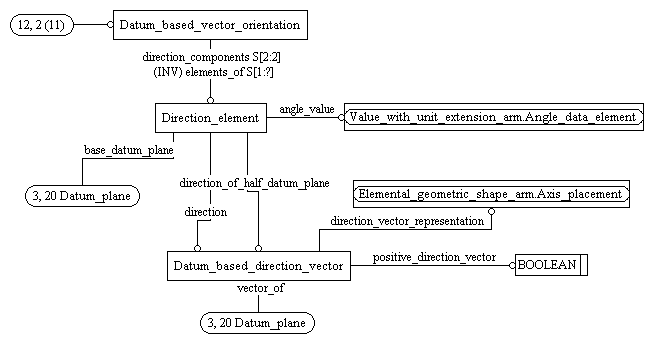 12, 2 (11)
Datum_based_vector_orientation
direction_components S[2:2]
(INV) elements_of S[1:?]
angle_value
Direction_element
Value_with_unit_extension_arm.Angle_data_element
base_datum_plane
direction_of_half_datum_plane
3, 20 Datum_plane
Elemental_geometric_shape_arm.Axis_placement
direction
direction_vector_representation
Datum_based_direction_vector
positive_direction_vector
BOOLEAN
vector_of
3, 20 Datum_plane